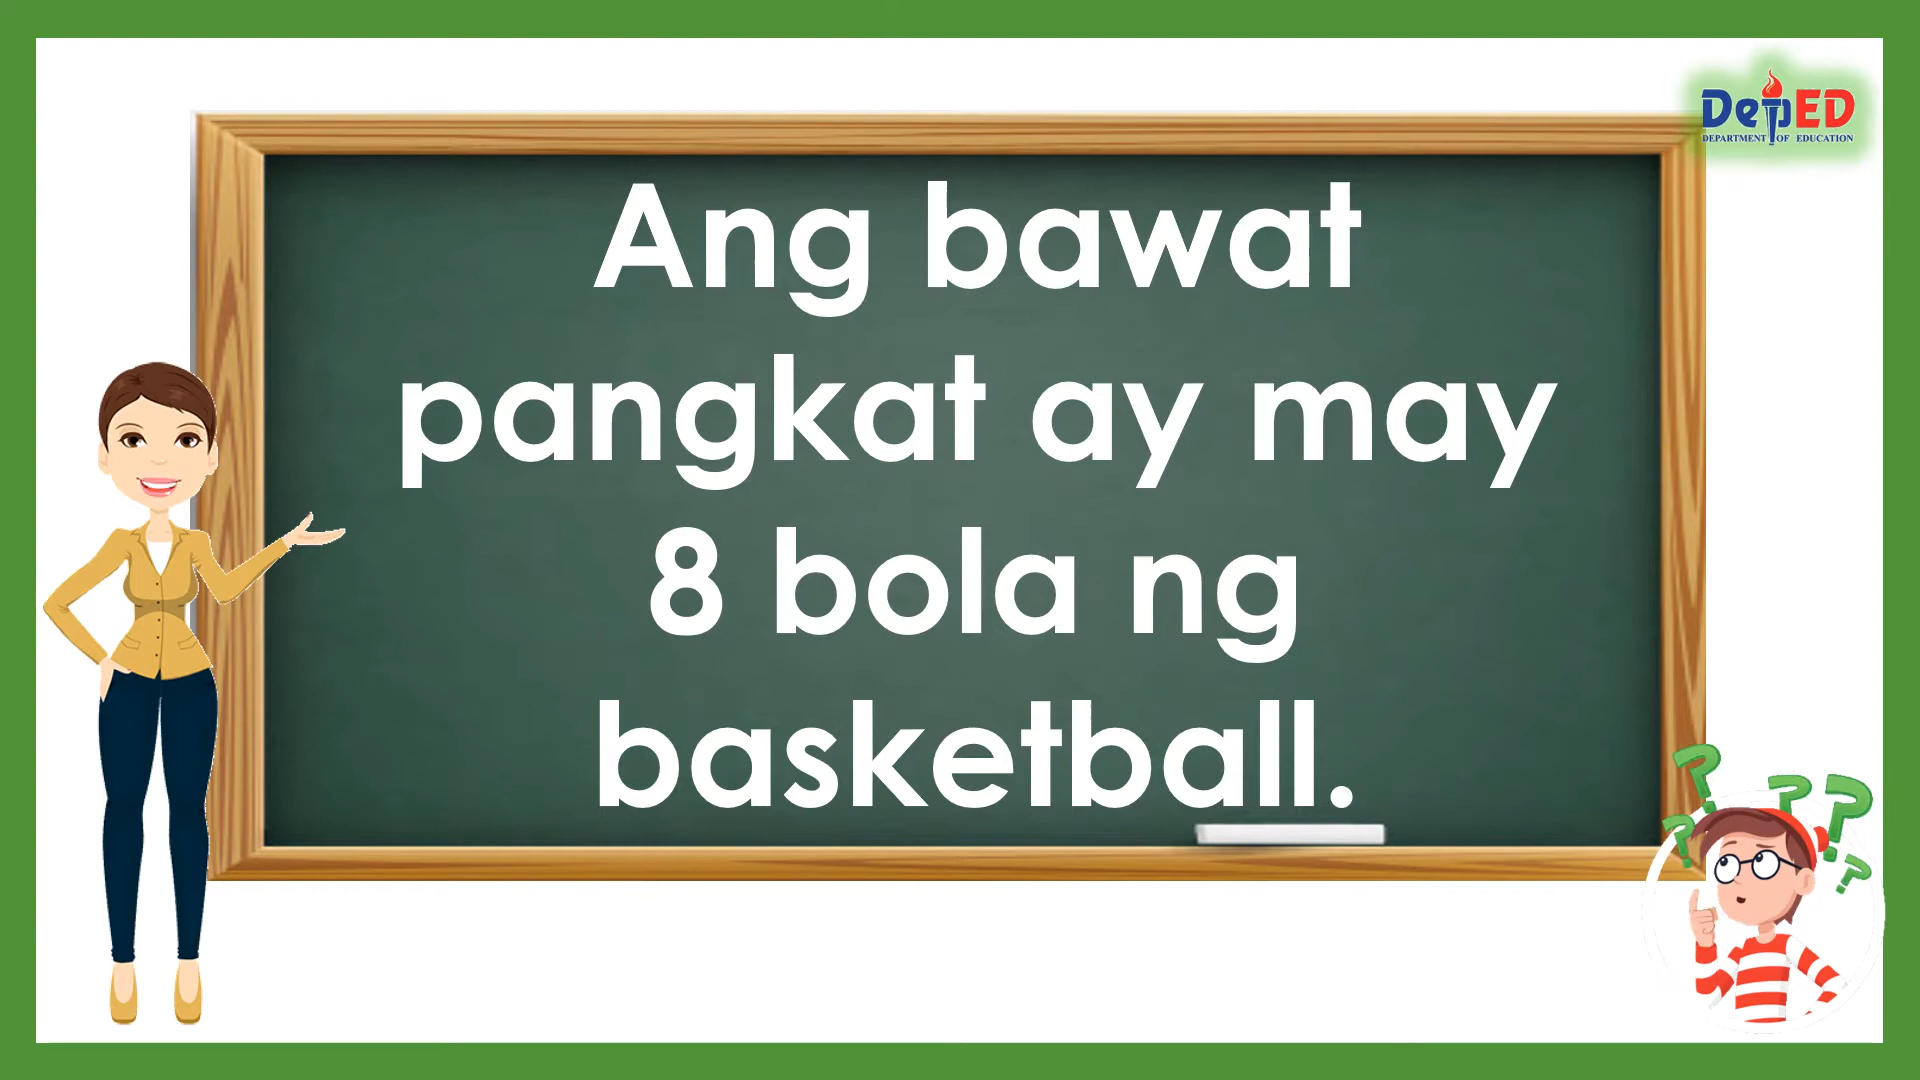 DepED
DEPARTMENT OF EDUCATION
Ang bawat
pangkat ay may
8 bola ng
basketball.